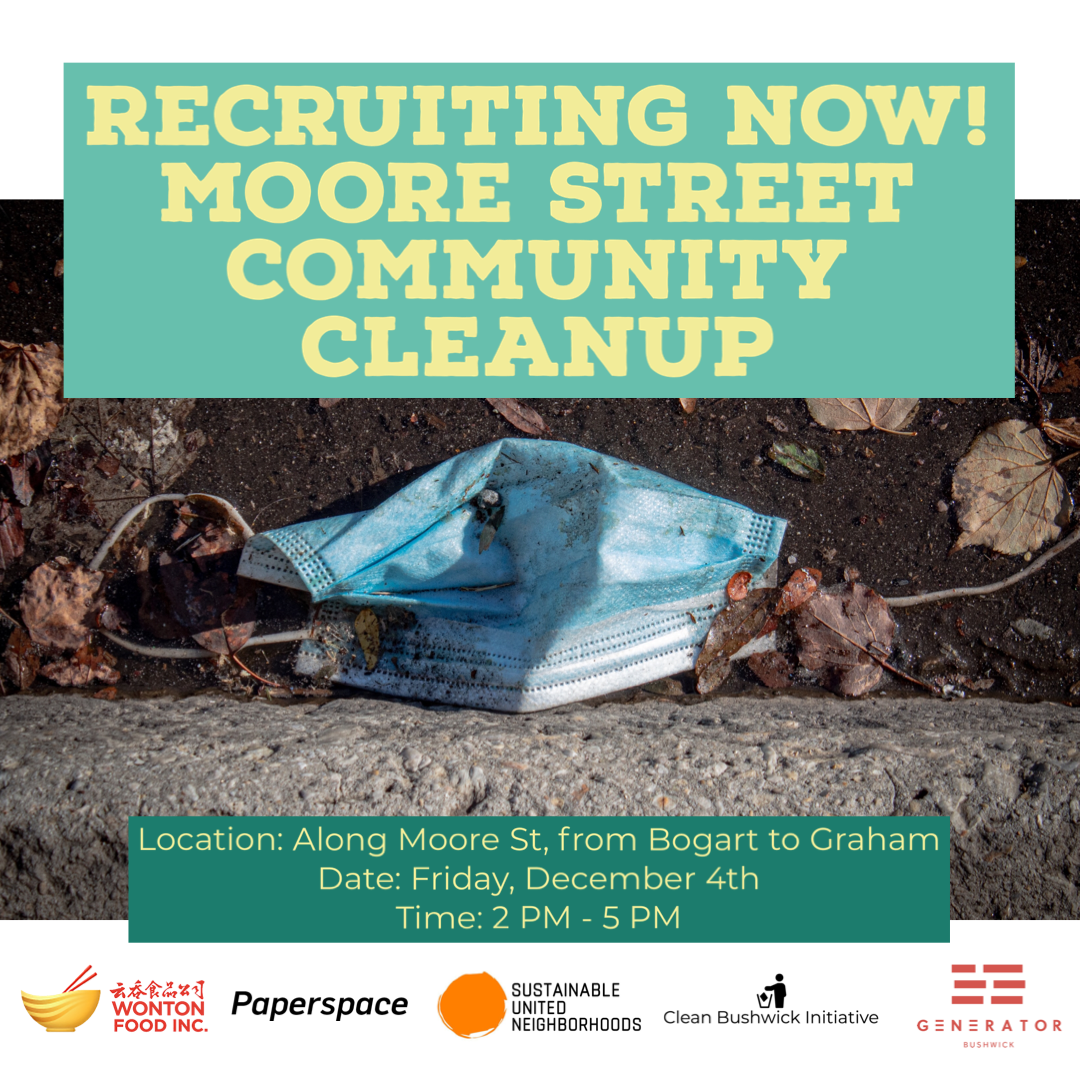 RECRUITING NOW!
MOORE STREET
COMMUNITY
CLEANUP
Location: Along Moore St, from Bogart to Graham
Date: Friday, December 4th
Time: 2 PM - 5 PM
云吞食品公司
WONTON
FOOD INC.
Paperspace
SUSTAINABLE
UNITED
NEIGHBORHOODS
Clean Bushwick Initiative
GENERATOR
BUSHWICK